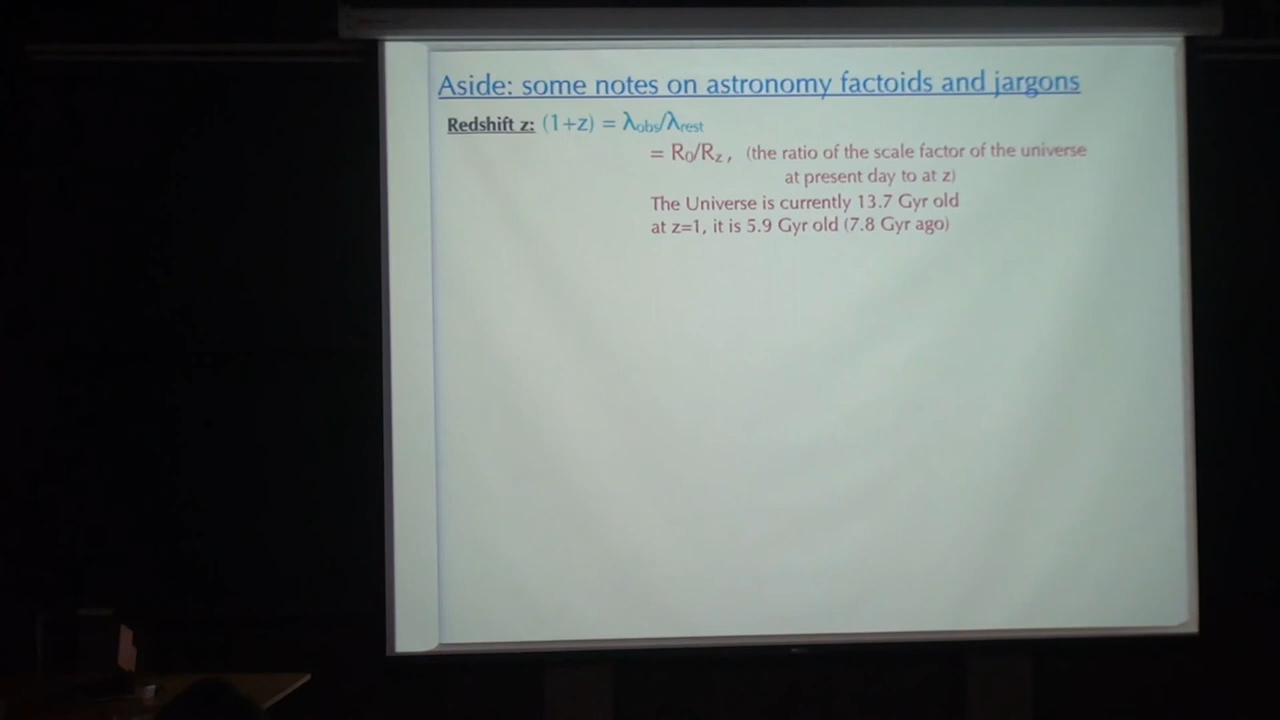 Aside: some notes on astronomy factoids and jargons
Redshift z: (1+z) = λobs/λrest
= R0/Rz , (the ratio of the scale factor of the universe
at present day to at z)
The Universe is currently 13.7 Gyr old
at z=1, it is 5.9 Gyr old (7.8 Gyr ago)